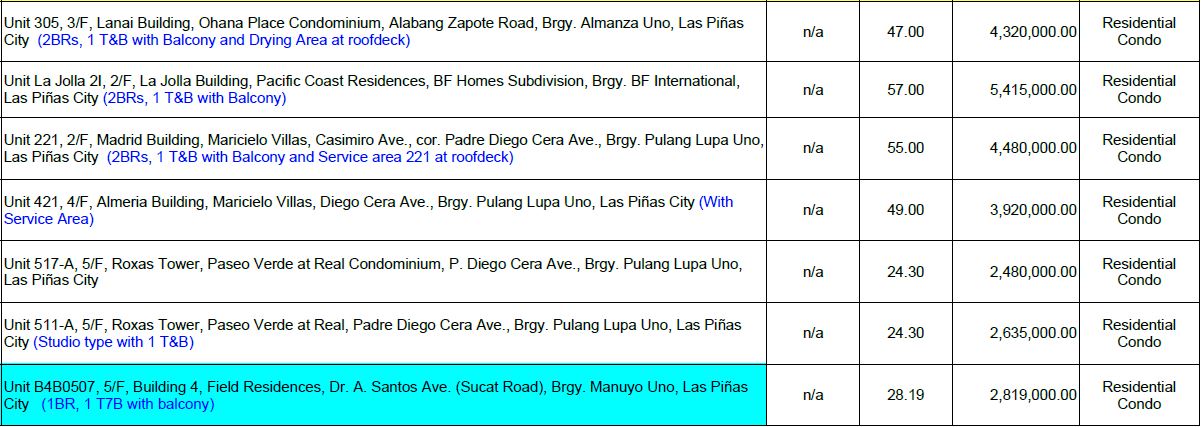 Unit 305, 3/F, Lanai Building, Ohana Place Condominium, Alabang Zapote Road, Brgy. Almanza Uno, Las Piñas
City (2BRs, 1 T&B with Balcony and Drying Area at roofdeck)
n/a
47.00
4,320,000.00
Residential
Condo
Unit La Jolla 2I, 2/F, La Jolla Building, Pacific Coast Residences, BF Homes Subdivision, Brgy. BF International,
Las Piñas City (2BRs, 1 T&B with Balcony)
n/a
57.00
5,415,000.00
Residential
Condo
Unit 221, 2/F, Madrid Building, Maricielo Villas, Casimiro Ave., cor. Padre Diego Cera Ave., Brgy. Pulang Lupa Uno,
Las Piñas City (2BRs, 1 T&B with Balcony and Service area 221 at roofdeck)
n/a
55.00
4,480,000.00
Residential
Condo
Unit 421, 4/F, Almeria Building, Maricielo Villas, Diego Cera Ave., Brgy. Pulang Lupa Uno, Las Piñas City (With
Service Area)
n/a
49.00
3,920,000.00
Residential
Condo
Unit 517-A, 5/F, Roxas Tower, Paseo Verde at Real Condominium, P. Diego Cera Ave., Brgy. Pulang Lupa Uno,
Las Piñas City
n/a
24.30
2,480,000.00
Residential
Condo
Unit 511-A, 5/F, Roxas Tower, Paseo Verde at Real, Padre Diego Cera Ave., Brgy. Pulang Lupa Uno, Las Piñas
City (Studio type with 1 T&B)
n/a
24.30
2,635,000.00
Residential
Condo
Unit B4B0507, 5/F, Building 4, Field Residences, Dr. A. Santos Ave. (Sucat Road), Brgy. Manuyo Uno, Las Piñas
City (1BR, 1 T7B with balcony)
n/a
28.19
2,819,000.00
Residential
Condo